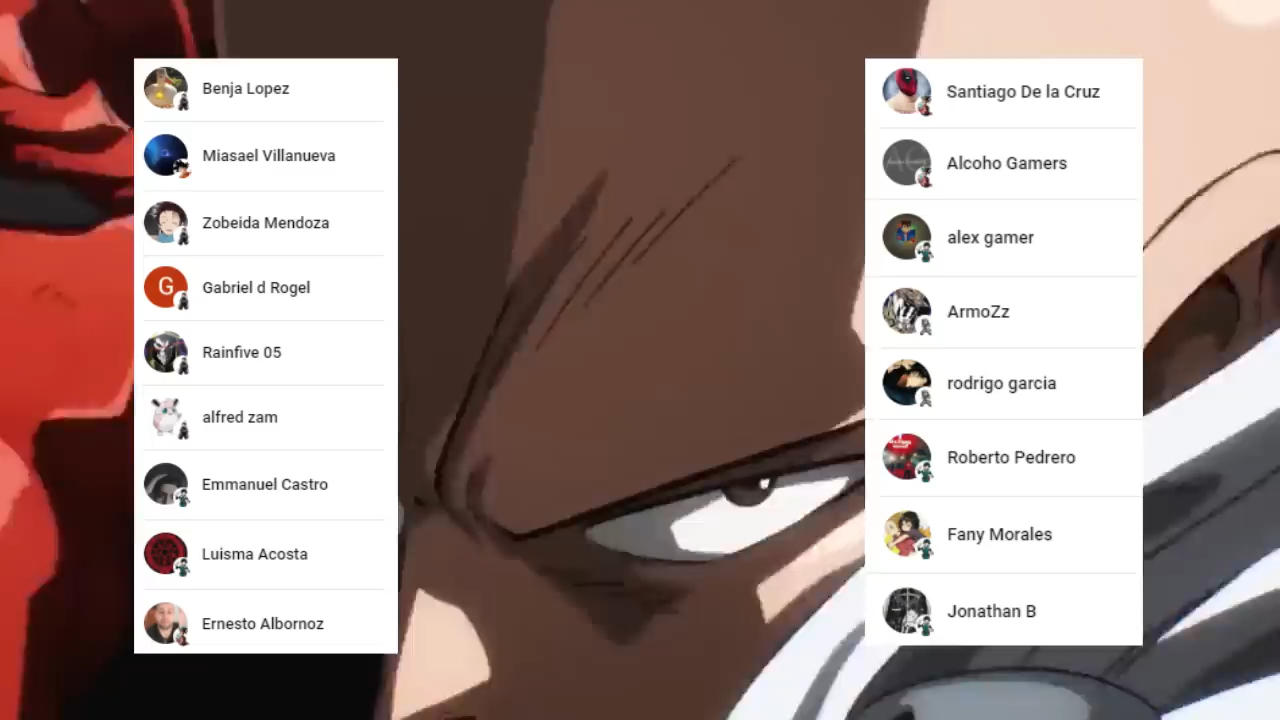 Benja Lopez
Miasael Villanueva
Zobeida Mendoza
G
Gabriel d Rogel
Rainfive 05
alfred zam
Emmanuel Castro
Luisma Acosta
Ernesto Albornoz
Santiago De la Cruz
Alcoho Gamers
alex gamer
ArmoZz
rodrigo garcia
Roberto Pedrero
Fany Morales
Jonathan B